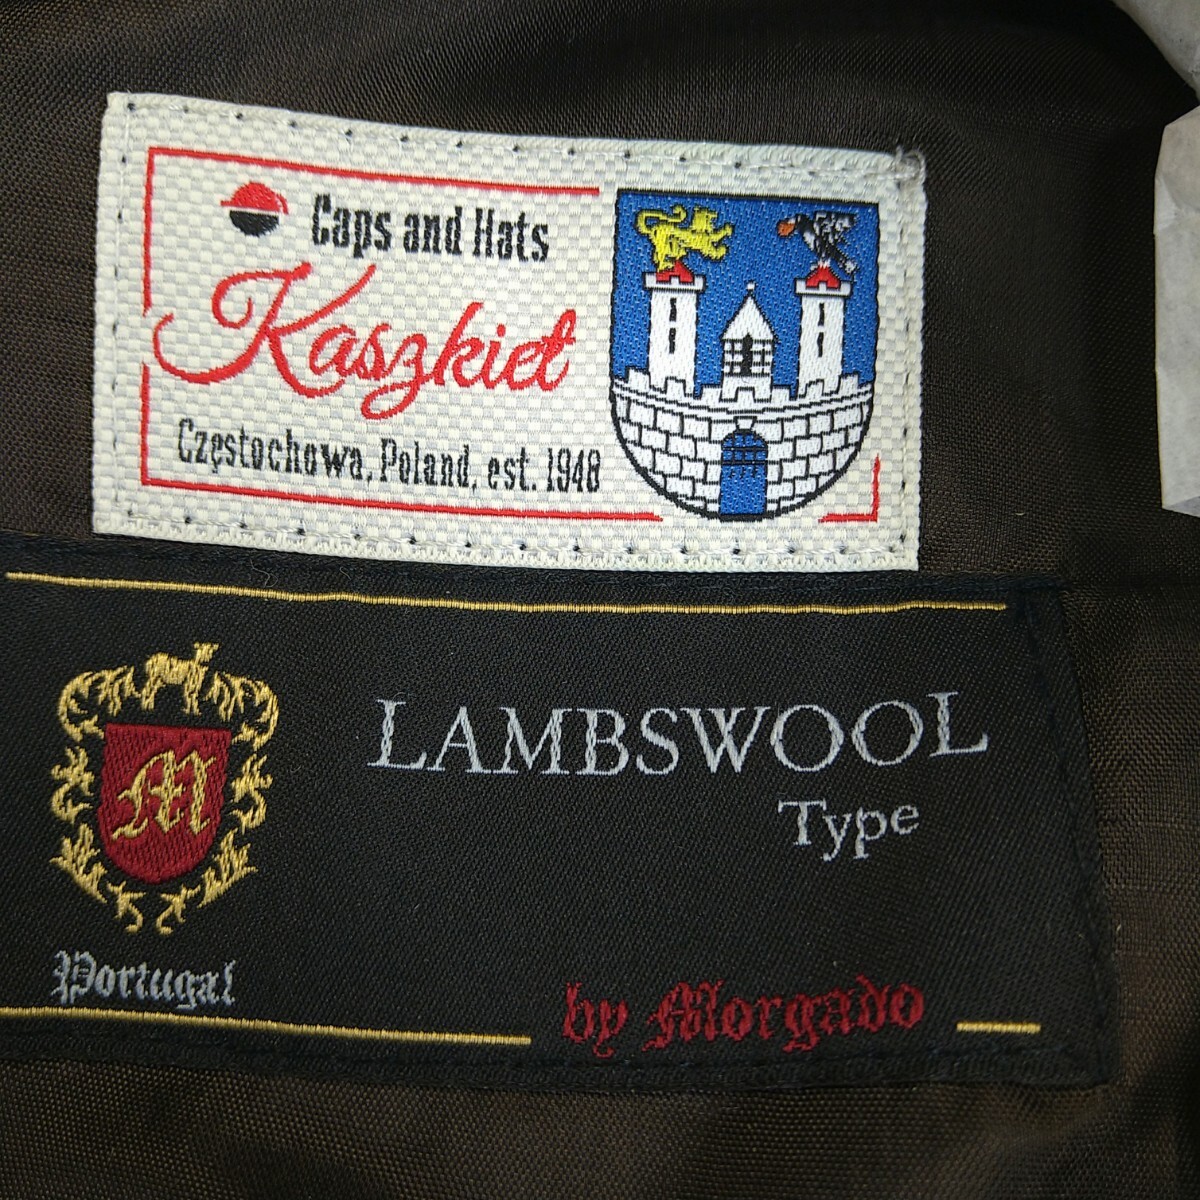 Caps and Hats
Kaszkiet
Częstochowa, Poland, est. 1948
LAMBSWOOL
Type
M
Portugal
by Morgado